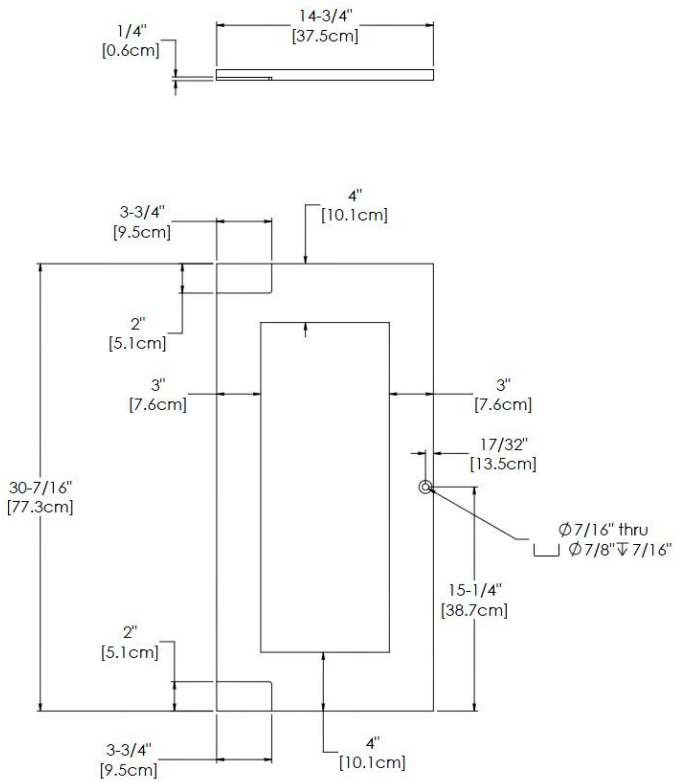 14-3/4"
[37.5cm]
1/4"
[0.6cm]
4"
[10.1cm]
3-3/4"
[9.5cm]
2"
[5.1cm]
3"
[7.6cm]
3"
[7.6cm]
17/32"
[13.5cm]
30-7/16"
[77.3cm]
∅7/16" thru
⌴ ∅7/8"↧7/16"
15-1/4"
[38.7cm]
2"
[5.1cm]
3-3/4"
[9.5cm]
4"
[10.1cm]